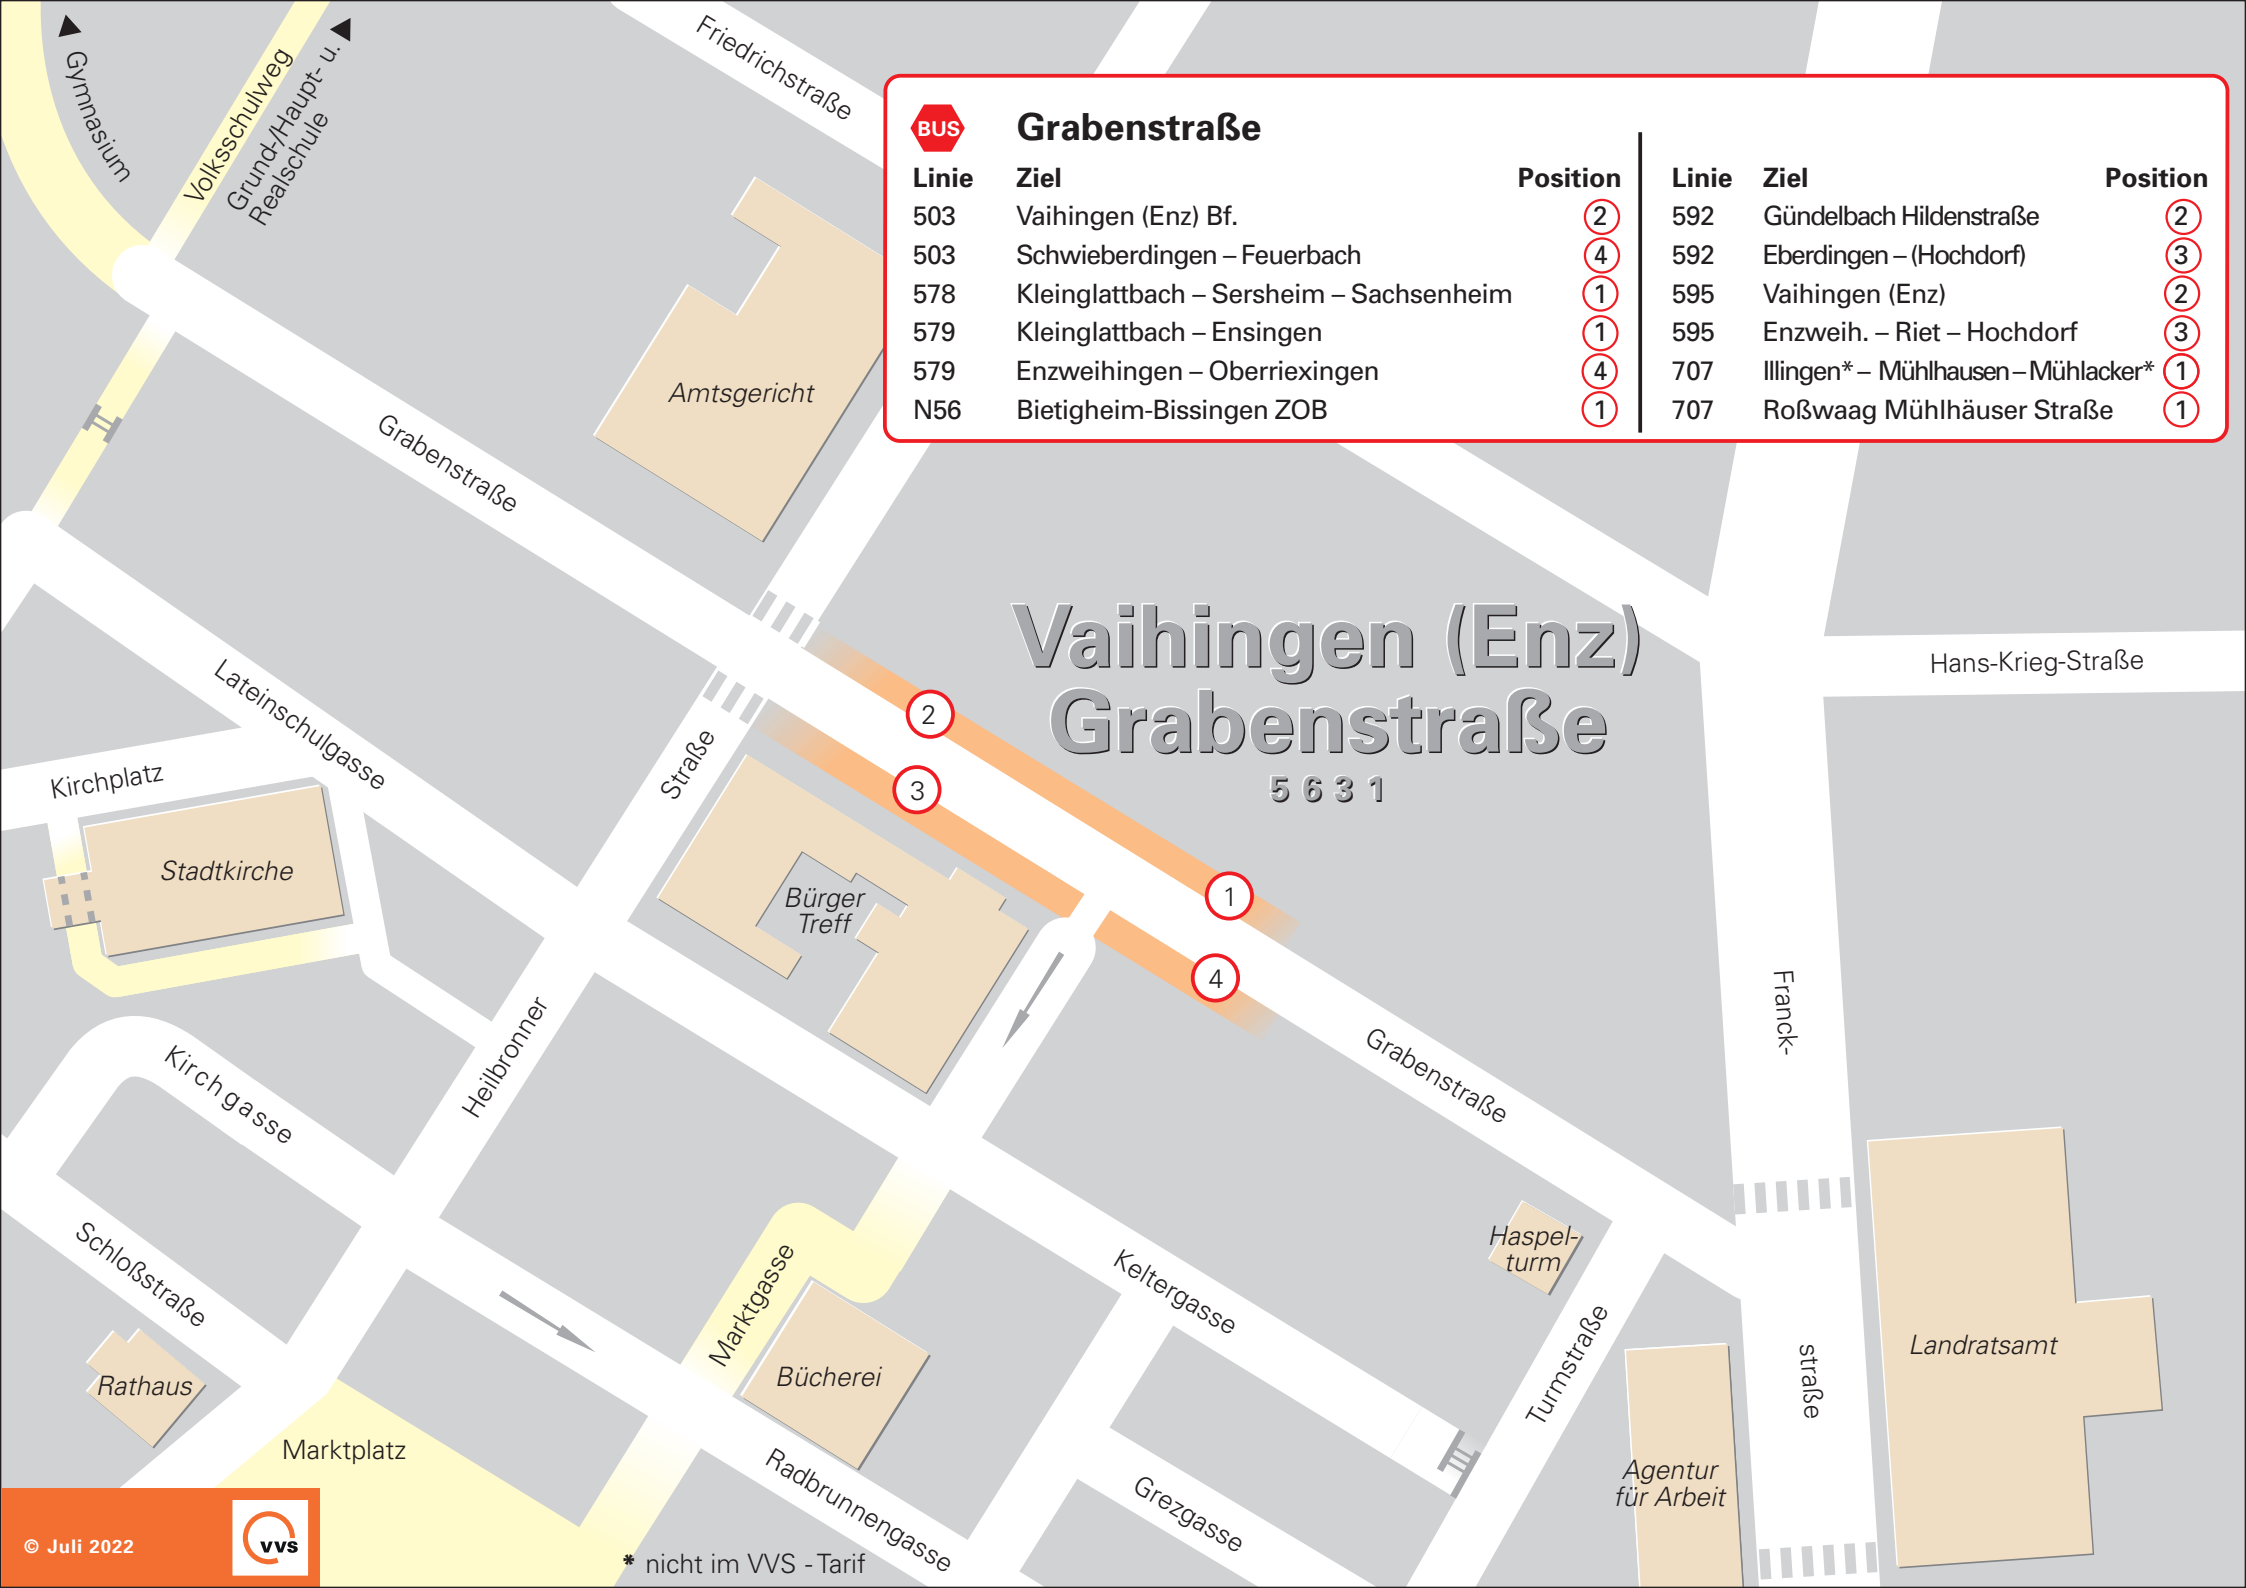 Gymnasium
Volksschulweg
Grund-/Haupt- u.
Realschule
Friedrichstraße
BUS
Grabenstraße
Linie Ziel Position
503 Vaihingen (Enz) Bf. 2
503 Schwieberdingen – Feuerbach 4
578 Kleinglattbach – Sersheim – Sachsenheim 1
579 Kleinglattbach – Ensingen 1
579 Enzweihingen – Oberriexingen 4
N56 Bietigheim-Bissingen ZOB 1
Linie Ziel Position
592 Gündelbach Hildenstraße 2
592 Eberdingen – (Hochdorf) 3
595 Vaihingen (Enz) 2
595 Enzweih. – Riet – Hochdorf 3
707 Illingen* – Mühlhausen – Mühlacker* 1
707 Roßwaag Mühlhäuser Straße 1
Amtsgericht
Grabenstraße
Vaihingen (Enz)
Grabenstraße
5631
Hans-Krieg-Straße
Lateinschulgasse
Kirchplatz
Stadtkirche
Straße
2
3
Bürger
Treff
1
4
Heilbronner
Kirchgasse
Grabenstraße
Franck-
straße
Schloßstraße
Rathaus
Marktplatz
Marktgasse
Bücherei
Keltergasse
Haspel-
turm
Turmstraße
Landratsamt
Agentur
für Arbeit
Radbrunnengasse
Grezgasse
* nicht im VVS - Tarif
© Juli 2022
VVS